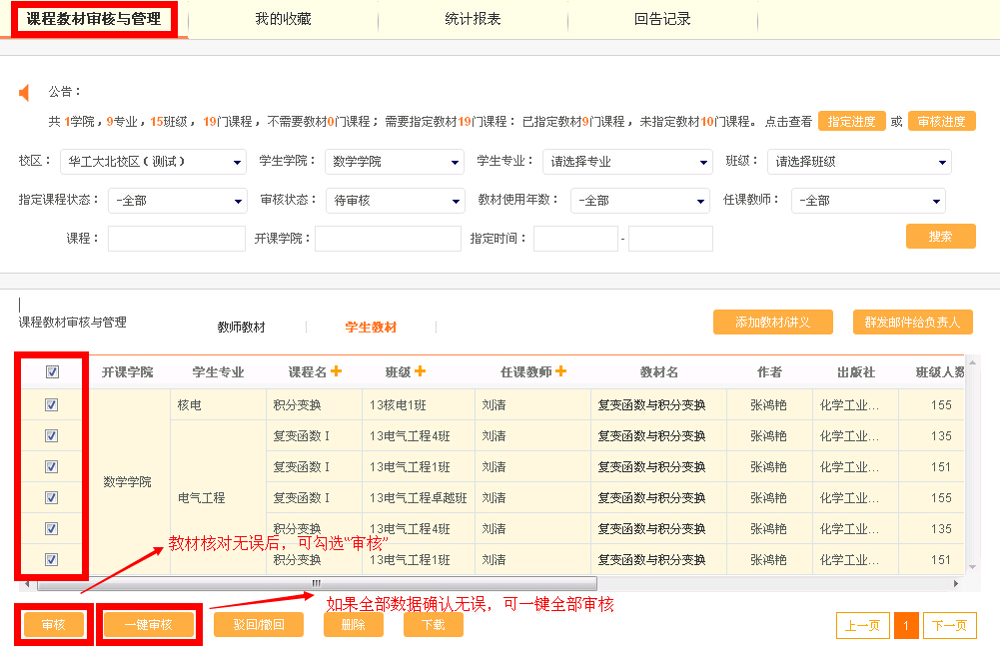 课程教材审核与管理 我的收藏 统计报表 回告记录
公告：
共 1学院，9专业，15班级， 19门课程， 不需要教材0门课程； 需要指定教材19门课程： 已指定教材9门课程， 未指定教材10门课程。 点击查看 指定进度 或 审核进度
校区： 华工大北校区（测试） 学生学院： 数学学院 学生专业： 请选择专业 班级： 请选择班级
指定课程状态： -全部 审核状态： 待审核 教材使用年数： -全部 任课教师： -全部
课程： 开课学院： 指定时间： -
搜索
课程教材审核与管理 教师教材 学生教材 添加教材/讲义 群发邮件给负责人
开课学院 学生专业 课程名 班级 任课教师 教材名 作者 出版社 班级人数
核电 积分变换 13核电1班 刘渚 复变函数与积分变换 张鸿艳 化学工业... 155
复变函数 I 13电气工程4班 刘渚 复变函数与积分变换 张鸿艳 化学工业... 135
复变函数 I 13电气工程1班 刘渚 复变函数与积分变换 张鸿艳 化学工业... 151
数学学院 电气工程 复变函数 I 13电气工程卓越班 刘渚 复变函数与积分变换 张鸿艳 化学工业... 155
积分变换 13电气工程4班 刘渚 复变函数与积分变换 张鸿艳 化学工业... 135
教材核对无误后，可勾选“审核”
积分变换 13电气工程1班 刘渚 复变函数与积分变换 张鸿艳 化学工业... 151
如果全部数据确认无误，可一键全部审核
审核 一键审核 驳回/撤回 删除 下载 上一页 1 下一页